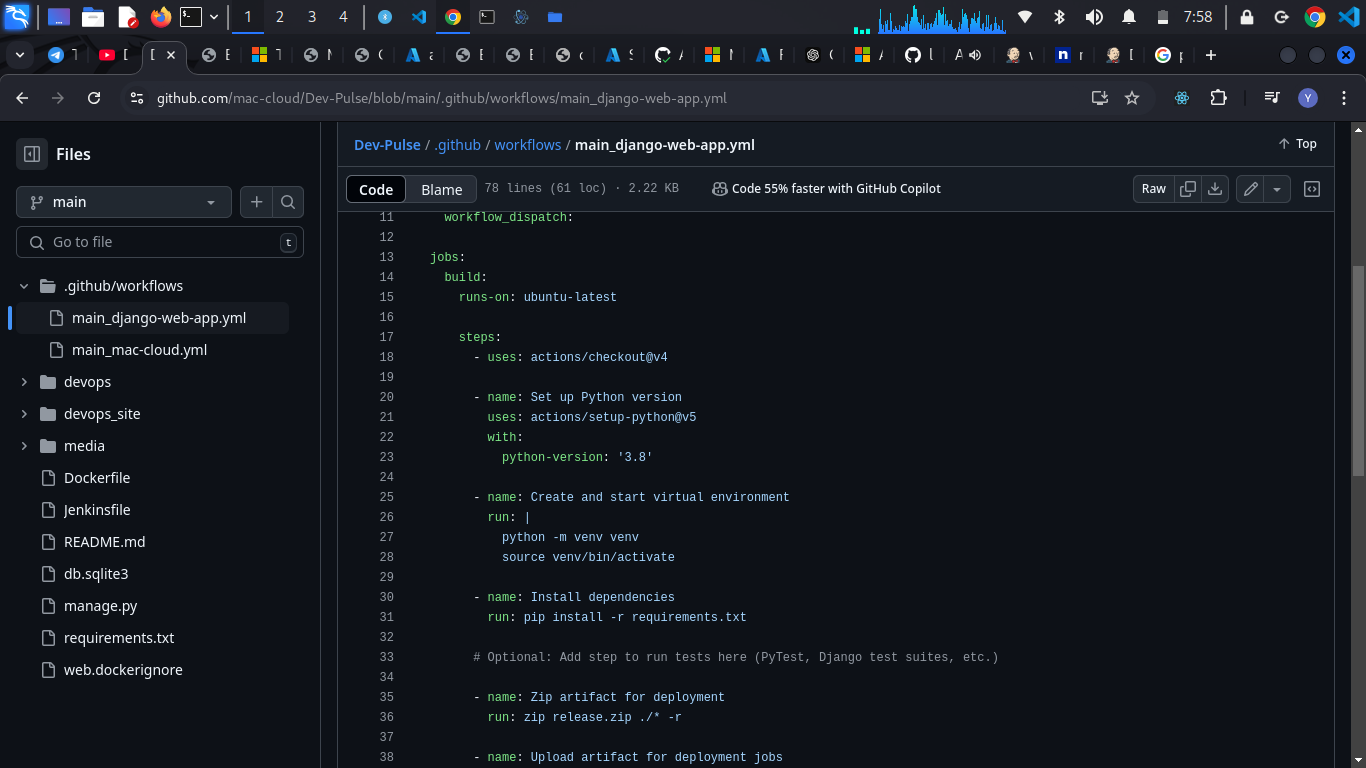 1 2 3 4
7:58
github.com/mac-cloud/Dev-Pulse/blob/main/.github/workflows/main_django-web-app.yml
Y
Files
main
Go to file
t
.github/workflows
main_django-web-app.yml
main_mac-cloud.yml
devops
devops_site
media
Dockerfile
Jenkinsfile
README.md
db.sqlite3
manage.py
requirements.txt
web.dockerignore
Dev-Pulse / .github / workflows / main_django-web-app.yml
Top
Code Blame 78 lines (61 loc) · 2.22 KB Code 55% faster with GitHub Copilot Raw
11 workflow_dispatch:
12
13 jobs:
14 build:
15 runs-on: ubuntu-latest
16
17 steps:
18 - uses: actions/checkout@v4
19
20 - name: Set up Python version
21 uses: actions/setup-python@v5
22 with:
23 python-version: '3.8'
24
25 - name: Create and start virtual environment
26 run: |
27 python -m venv venv
28 source venv/bin/activate
29
30 - name: Install dependencies
31 run: pip install -r requirements.txt
32
33 # Optional: Add step to run tests here (PyTest, Django test suites, etc.)
34
35 - name: Zip artifact for deployment
36 run: zip release.zip ./* -r
37
38 - name: Upload artifact for deployment jobs